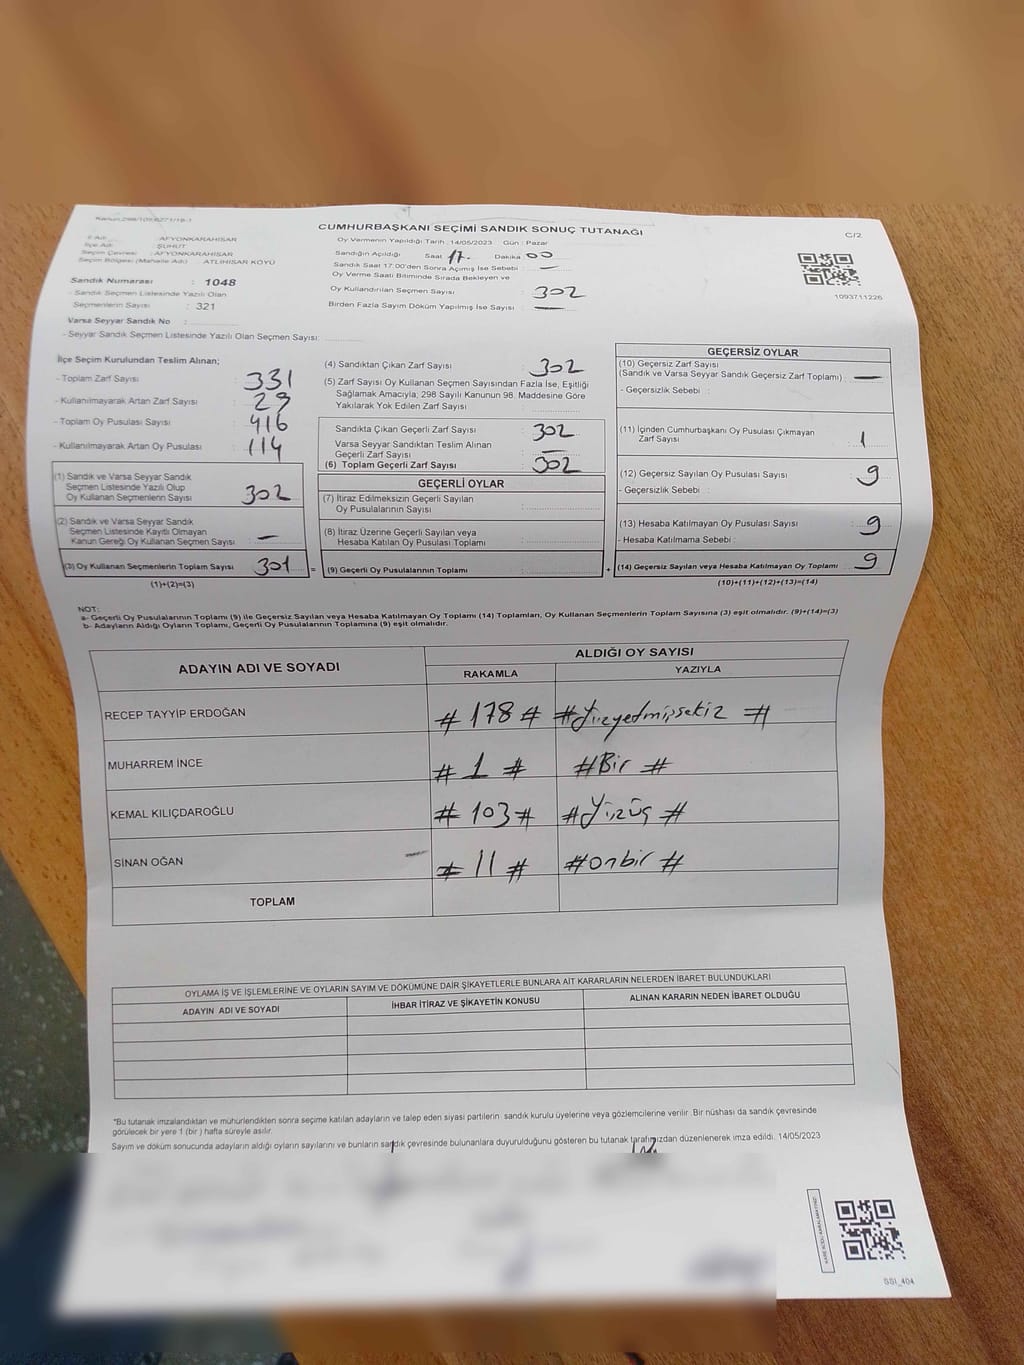 Kanun:298/105,6271/19-1
CUMHURBAŞKANI SEÇİMİ SANDIK SONUÇ TUTANAĞI
C/2
İl Adı : AFYONKARAHİSAR
İlçe Adı : ŞUHUT
Seçim Çevresi : AFYONKARAHİSAR
Seçim Bölgesi (Mahalle Adı) : ATLIHİSAR KÖYÜ
Sandık Numarası : 1048
- Sandık Seçmen Listesinde Yazılı Olan
Seçmenlerin Sayısı : 321
Varsa Seyyar Sandık No :
- Seyyar Sandık Seçmen Listesinde Yazılı Olan Seçmen Sayısı:
Oy Vermenin Yapıldığı Tarih :14/05/2023 Gün : Pazar
Sandığın Açıldığı Saat 17. Dakika 00
Sandık Saat 17:00'den Sonra Açılmış İse Sebebi : —
Oy Verme Saati Bitiminde Sırada Bekleyen ve
Oy Kullandırılan Seçmen Sayısı : 302
Birden Fazla Sayım Döküm Yapılmış İse Sayısı : —
1093711226
İlçe Seçim Kurulundan Teslim Alınan;
- Toplam Zarf Sayısı : 331
- Kullanılmayarak Artan Zarf Sayısı : 29
- Toplam Oy Pusulası Sayısı : 416
- Kullanılmayarak Artan Oy Pusulası : 114
(1) Sandık ve Varsa Seyyar Sandık
Seçmen Listesinde Yazılı Olup
Oy Kullanan Seçmenlerin Sayısı : 302
(2) Sandık ve Varsa Seyyar Sandık
Seçmen Listesinde Kayıtlı Olmayan
Kanun Gereği Oy Kullanan Seçmen Sayısı : —
(3) Oy Kullanan Seçmenlerin Toplam Sayısı : 301 =
(1)+(2)=(3)
(4) Sandıktan Çıkan Zarf Sayısı : 302
(5) Zarf Sayısı Oy Kullanan Seçmen Sayısından Fazla İse, Eşitliği
Sağlamak Amacıyla; 298 Sayılı Kanunun 98. Maddesine Göre
Yakılarak Yok Edilen Zarf Sayısı :
Sandıkta Çıkan Geçerli Zarf Sayısı : 302
Varsa Seyyar Sandıktan Teslim Alınan
Geçerli Zarf Sayısı : —
(6) Toplam Geçerli Zarf Sayısı : 302
GEÇERLİ OYLAR
(7) İtiraz Edilmeksizin Geçerli Sayılan
Oy Pusulalarının Sayısı :
(8) İtiraz Üzerine Geçerli Sayılan veya
Hesaba Katılan Oy Pusulası Toplamı :
(9) Geçerli Oy Pusulalarının Toplamı : +
GEÇERSİZ OYLAR
(10) Geçersiz Zarf Sayısı
(Sandık ve Varsa Seyyar Sandık Geçersiz Zarf Toplamı) : —
- Geçersizlik Sebebi :
(11) İçinden Cumhurbaşkanı Oy Pusulası Çıkmayan
Zarf Sayısı : 1
(12) Geçersiz Sayılan Oy Pusulası Sayısı : 9
- Geçersizlik Sebebi :
(13) Hesaba Katılmayan Oy Pusulası Sayısı : 9
- Hesaba Katılmama Sebebi :
(14) Geçersiz Sayılan veya Hesaba Katılmayan Oy Toplamı : 9
(10)+(11)+(12)+(13)=(14)
NOT:
a- Geçerli Oy Pusulalarının Toplamı (9) ile Geçersiz Sayılan veya Hesaba Katılmayan Oy Toplamı (14) Toplamları, Oy Kullanan Seçmenlerin Toplam Sayısına (3) eşit olmalıdır. (9)+(14)=(3)
b- Adayların Aldığı Oyların Toplamı, Geçerli Oy Pusulalarının Toplamına (9) eşit olmalıdır.
ADAYIN ADI VE SOYADI
ALDIĞI OY SAYISI
RAKAMLA YAZIYLA
RECEP TAYYİP ERDOĞAN # 178 # #Yüzyetmişsekiz #
MUHARREM İNCE # 1 # #Bir #
KEMAL KILIÇDAROĞLU # 103 # #Yüzüç #
SİNAN OĞAN # 11 # #onbir #
TOPLAM
OYLAMA İŞ VE İŞLEMLERİNE VE OYLARIN SAYIM VE DÖKÜMÜNE DAİR ŞİKAYETLERLE BUNLARA AİT KARARLARIN NELERDEN İBARET BULUNDUKLARI
ADAYIN ADI VE SOYADI İHBAR İTİRAZ VE ŞİKAYETİN KONUSU ALINAN KARARIN NEDEN İBARET OLDUĞU
*Bu tutanak imzalandıktan ve mühürlendikten sonra seçime katılan adayların ve talep eden siyasi partilerin sandık kurulu üyelerine veya gözlemcilerine verilir .Bir nüshası da sandık çevresinde
görülecek bir yere 1 (bir ) hafta süreyle asılır.
Sayım ve döküm sonucunda adayların aldığı oyların sayılarını ve bunların sandık çevresinde bulunanlara duyurulduğunu gösteren bu tutanak tarafımızdan düzenlenerek imza edildi. 14/05/2023
SSI_404